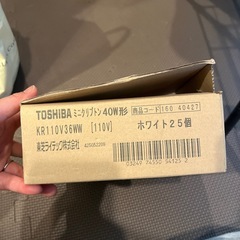 TOSHIBA ミニクリプトン 40W形 商品コード 160 40427
KR110V36WW [110V] ホワイト25個
東芝ライテック株式会社